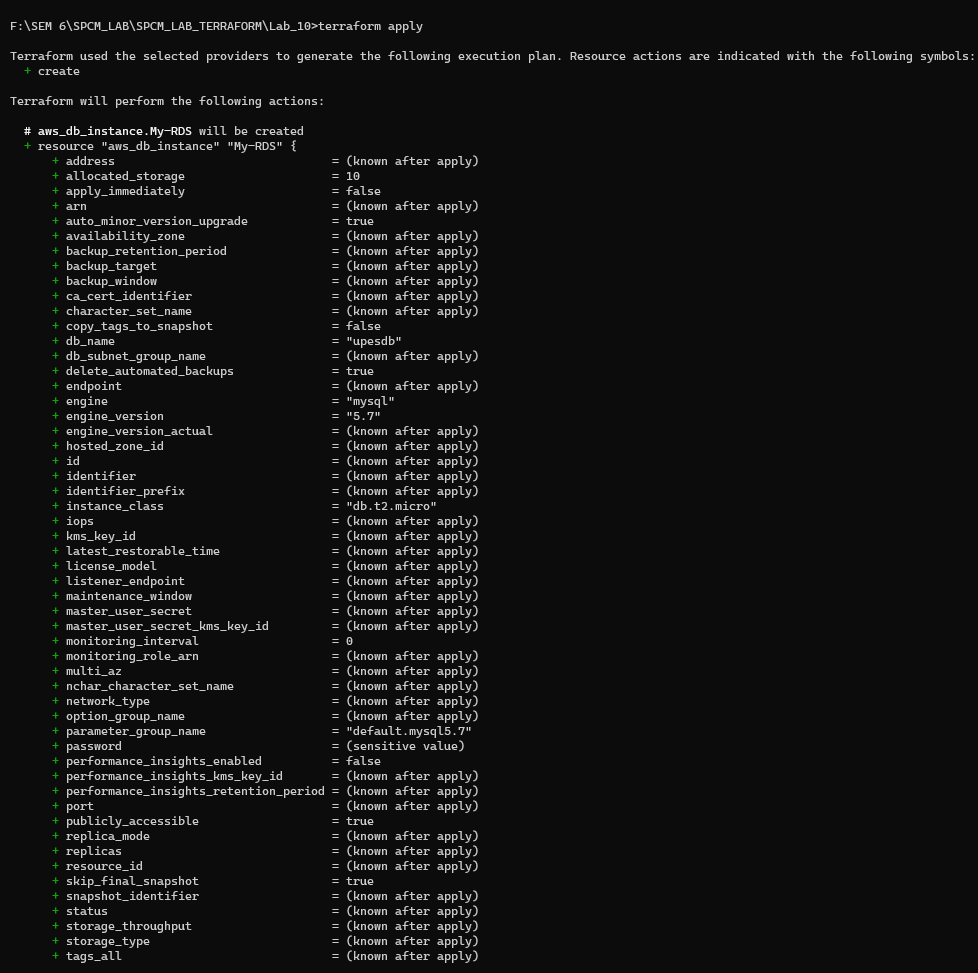 F:\SEM 6\SPCM_LAB\SPCM_LAB_TERRAFORM\Lab_10>terraform apply
Terraform used the selected providers to generate the following execution plan. Resource actions are indicated with the following symbols:
  + create
Terraform will perform the following actions:
  # aws_db_instance.My-RDS will be created
  + resource "aws_db_instance" "My-RDS" {
      + address                               = (known after apply)
      + allocated_storage                     = 10
      + apply_immediately                     = false
      + arn                                   = (known after apply)
      + auto_minor_version_upgrade            = true
      + availability_zone                     = (known after apply)
      + backup_retention_period               = (known after apply)
      + backup_target                         = (known after apply)
      + backup_window                         = (known after apply)
      + ca_cert_identifier                    = (known after apply)
      + character_set_name                    = (known after apply)
      + copy_tags_to_snapshot                 = false
      + db_name                               = "upesdb"
      + db_subnet_group_name                  = (known after apply)
      + delete_automated_backups              = true
      + endpoint                              = (known after apply)
      + engine                                = "mysql"
      + engine_version                        = "5.7"
      + engine_version_actual                 = (known after apply)
      + hosted_zone_id                        = (known after apply)
      + id                                    = (known after apply)
      + identifier                            = (known after apply)
      + identifier_prefix                     = (known after apply)
      + instance_class                        = "db.t2.micro"
      + iops                                  = (known after apply)
      + kms_key_id                            = (known after apply)
      + latest_restorable_time                = (known after apply)
      + license_model                         = (known after apply)
      + listener_endpoint                     = (known after apply)
      + maintenance_window                    = (known after apply)
      + master_user_secret                    = (known after apply)
      + master_user_secret_kms_key_id         = (known after apply)
      + monitoring_interval                   = 0
      + monitoring_role_arn                   = (known after apply)
      + multi_az                              = (known after apply)
      + nchar_character_set_name              = (known after apply)
      + network_type                          = (known after apply)
      + option_group_name                     = (known after apply)
      + parameter_group_name                  = "default.mysql5.7"
      + password                              = (sensitive value)
      + performance_insights_enabled          = false
      + performance_insights_kms_key_id       = (known after apply)
      + performance_insights_retention_period = (known after apply)
      + port                                  = (known after apply)
      + publicly_accessible                   = true
      + replica_mode                          = (known after apply)
      + replicas                              = (known after apply)
      + resource_id                           = (known after apply)
      + skip_final_snapshot                   = true
      + snapshot_identifier                   = (known after apply)
      + status                                = (known after apply)
      + storage_throughput                    = (known after apply)
      + storage_type                          = (known after apply)
      + tags_all                              = (known after apply)